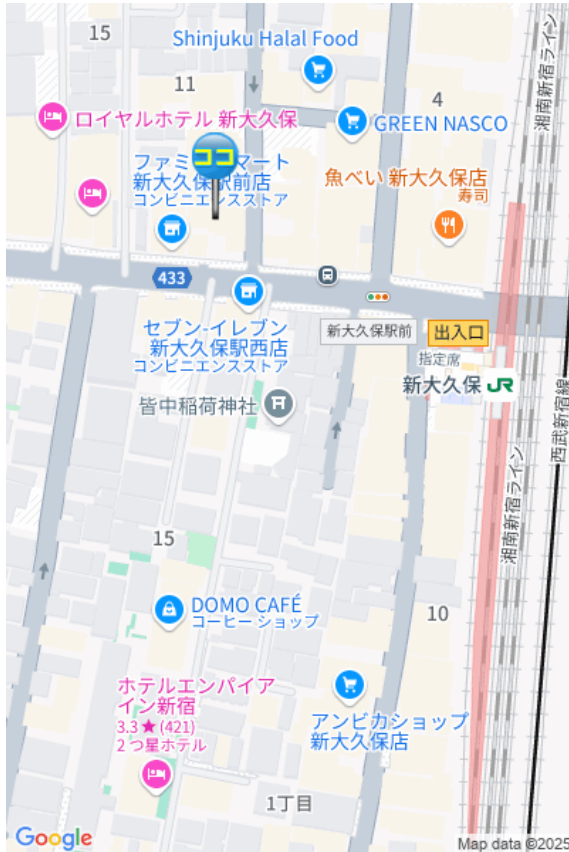 15
Shinjuku Halal Food
湘南新宿ライン
11
4
ロイヤルホテル 新大久保
GREEN NASCO
ココ
新大久保駅前店
コンビニエンスストア
魚べい 新大久保店
寿司
433
セブン-イレブン
新大久保駅西店
コンビニエンスストア
新大久保駅前
出入口
指定席
新大久保 JR
皆中稲荷神社
西武新宿線
湘南新宿ライン
15
DOMO CAFÉ
コーヒー ショップ
10
ホテルエンパイア
イン新宿
3.3★(421)
2 つ星ホテル
アンビカショップ
新大久保店
1丁目
Google
Map data ©2025